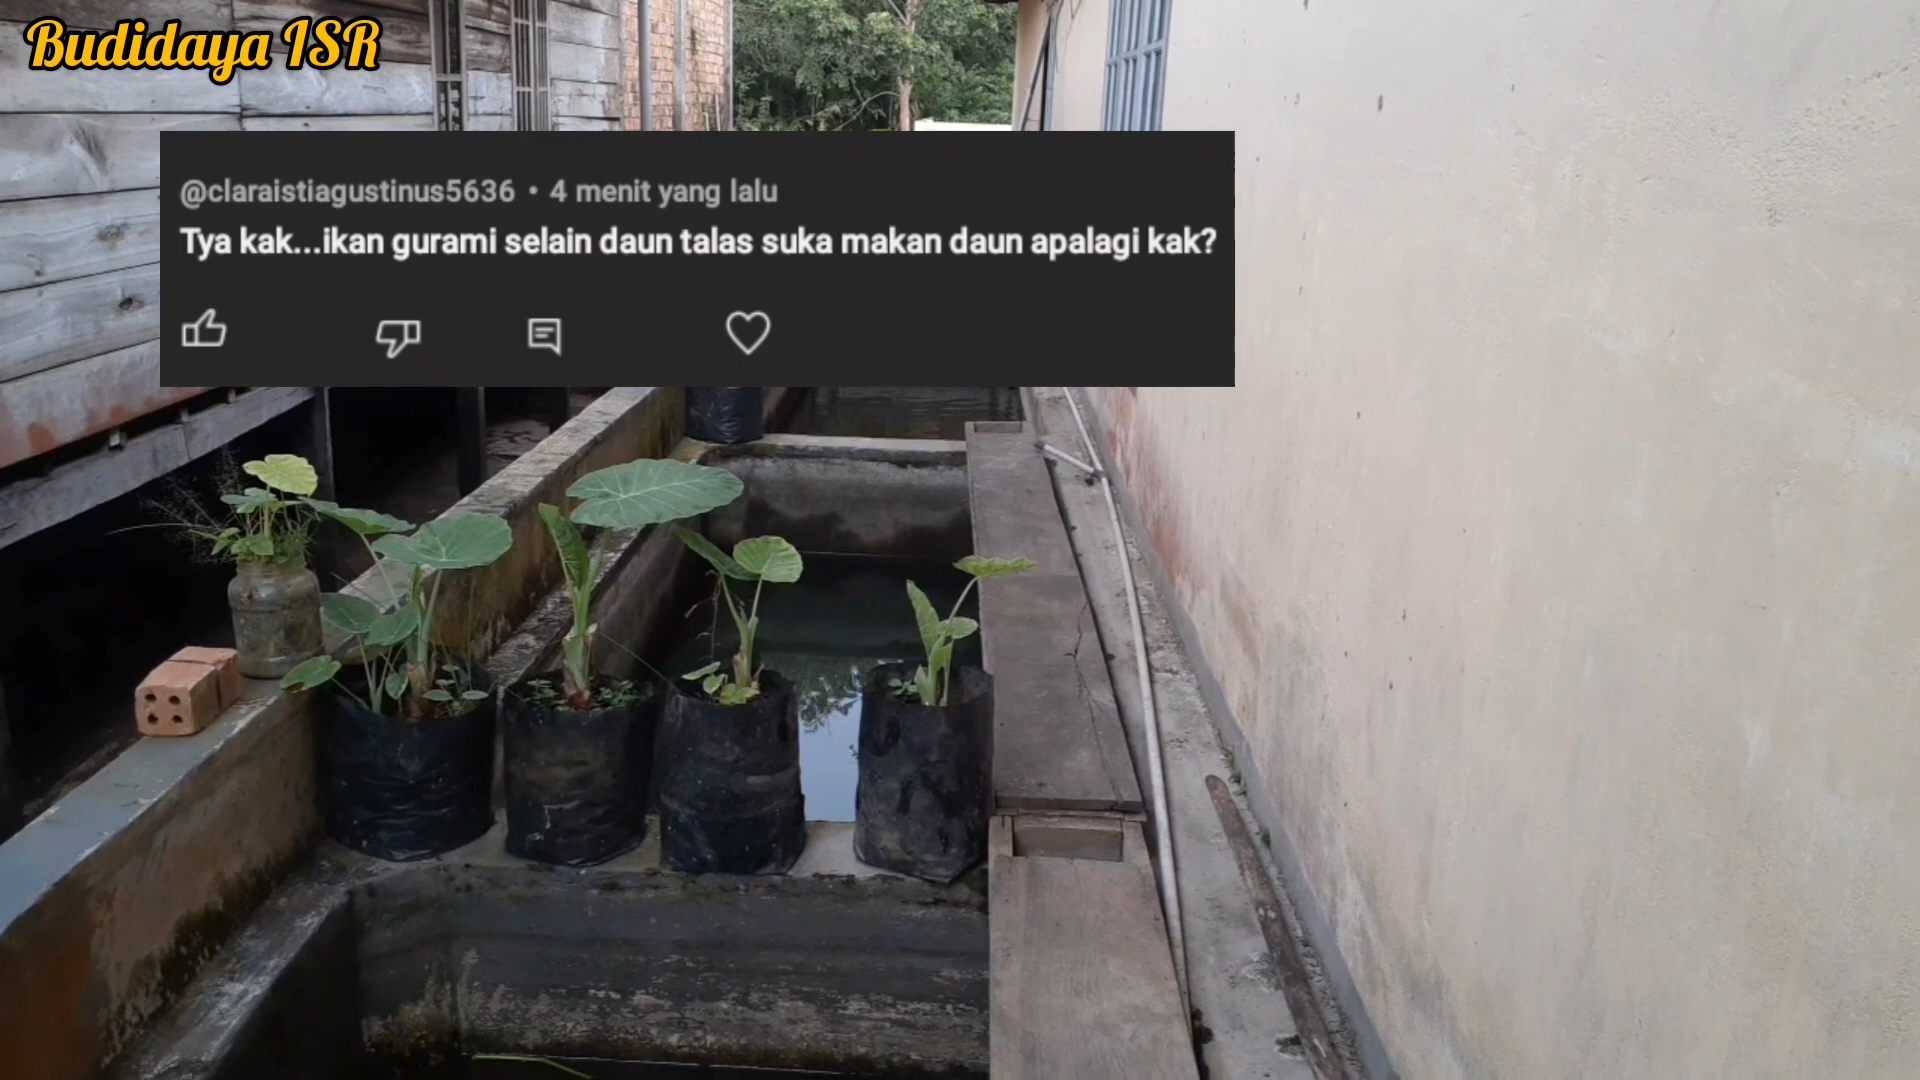 Budidaya ISR
@claraistiagustinus5636 • 4 menit yang lalu
Tya kak...ikan gurami selain daun talas suka makan daun apalagi kak?